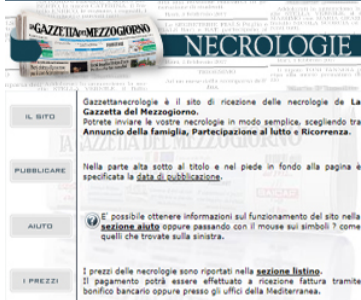 LA GAZZETTA DEL MEZZOGIORNO
NECROLOGIE
IL SITO
Gazzettanecrologie è il sito di ricezione delle necrologie de La
Gazzetta del Mezzogiorno.
Potrete inviare le vostre necrologie in modo semplice, scegliendo tra
Annuncio della famiglia, Partecipazione al lutto e Ricorrenza.
PUBBLICARE
Nella parte alta sotto al titolo e nel piede in fondo alla pagina è
specificata la data di pubblicazione.
AIUTO
? E' possibile ottenere informazioni sul funzionamento del sito nella
sezione aiuto oppure passando con il mouse sui simboli ? come
quelli che trovate sulla sinistra.
I PREZZI
I prezzi delle necrologie sono riportati nella sezione listino.
Il pagamento potrà essere effettuato a ricezione fattura tramite
bonifico bancario oppure presso gli uffici della Mediterranea.